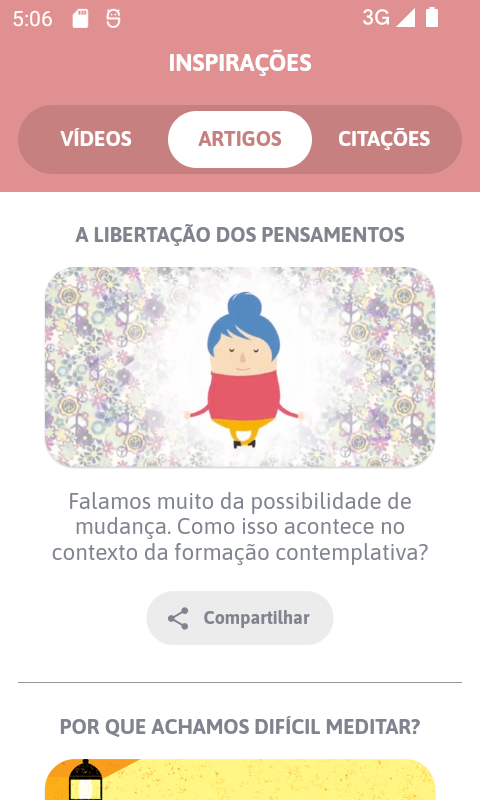 5:06
3G
INSPIRAÇÕES
VÍDEOS
ARTIGOS
CITAÇÕES
A LIBERTAÇÃO DOS PENSAMENTOS
Falamos muito da possibilidade de
mudança. Como isso acontece no
contexto da formação contemplativa?
Compartilhar
POR QUE ACHAMOS DIFÍCIL MEDITAR?